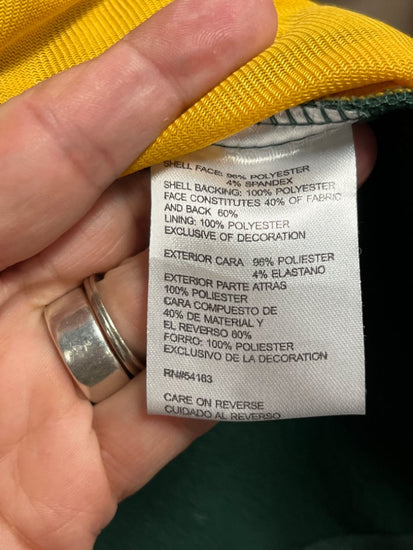 SHELL FACE: 96% POLYESTER
4% SPANDEX
SHELL BACKING: 100% POLYESTER
FACE CONSTITUTES 40% OF FABRIC
AND BACK 60%
LINING: 100% POLYESTER
EXCLUSIVE OF DECORATION
EXTERIOR CARA 96% POLIESTER
4% ELASTANO
EXTERIOR PARTE ATRAS
100% POLIESTER
CARA COMPUESTO DE
40% DE MATERIAL Y
EL REVERSO 60%
FORRO: 100% POLIESTER
EXCLUSIVO DE LA DECORACION
RN#54163
CARE ON REVERSE
CUIDADO AL REVERSO